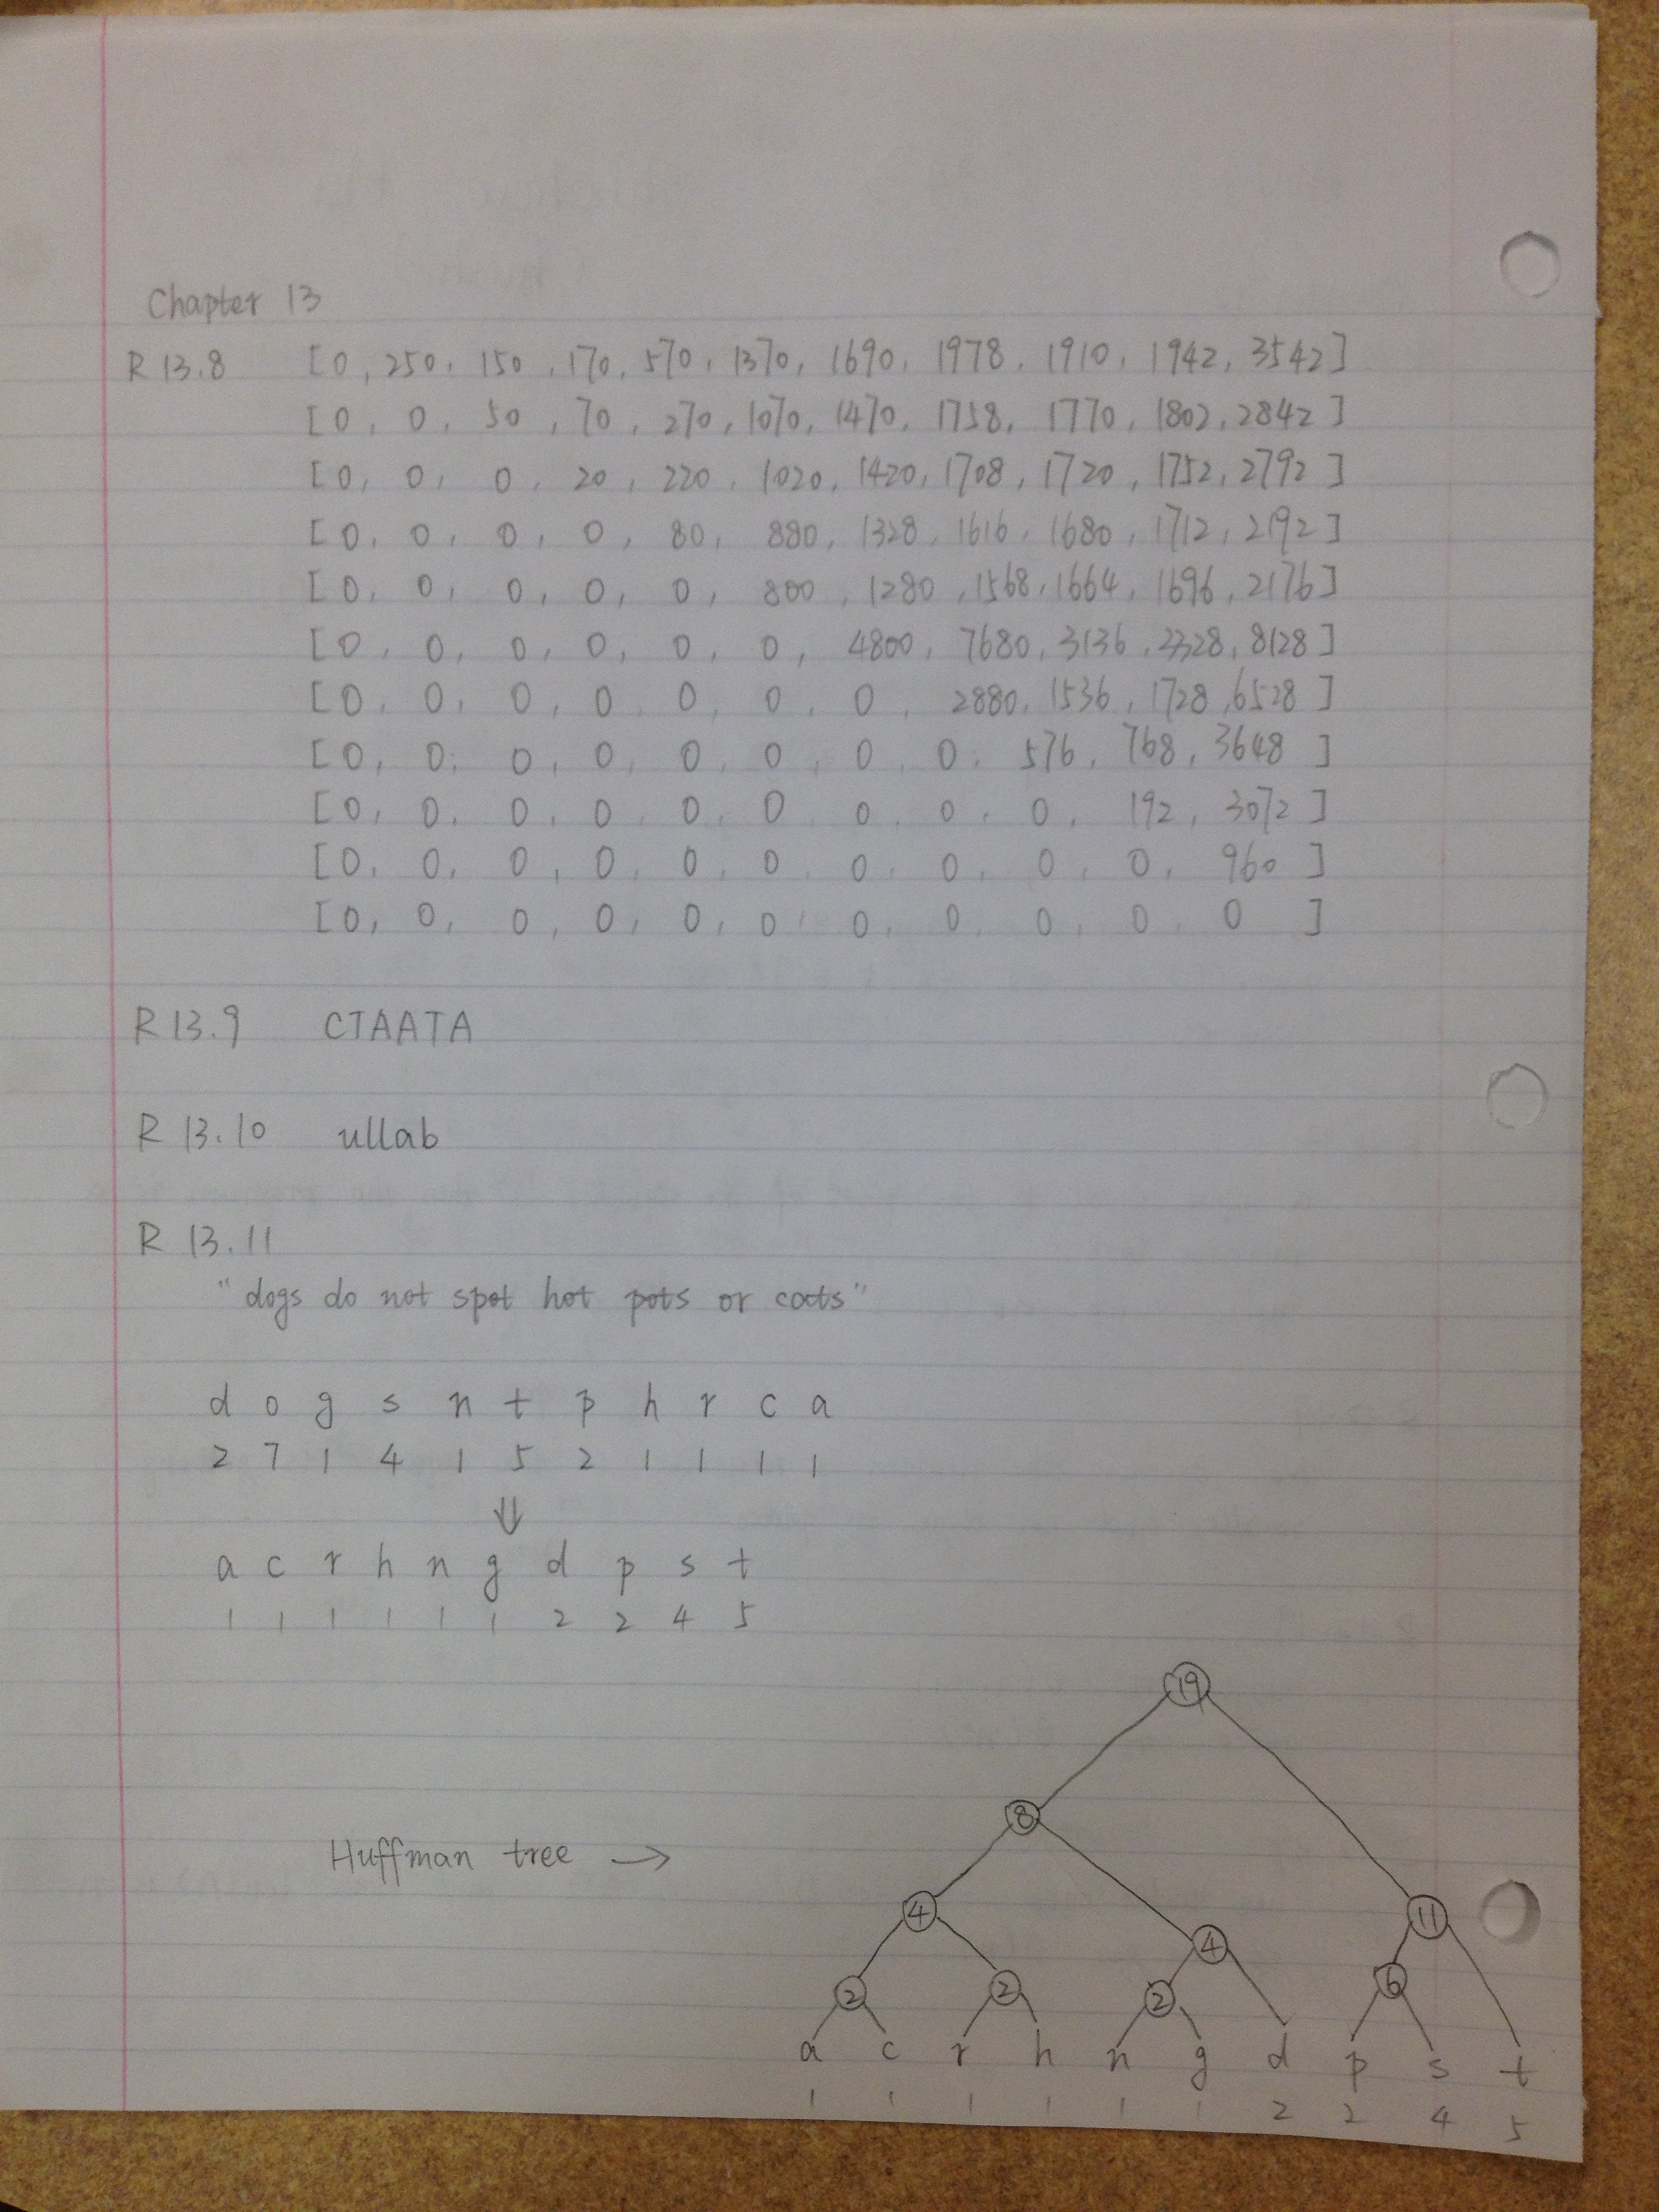 Chapter 13
R 13.8 [0, 250, 150, 170, 570, 1370, 1690, 1978, 1910, 1942, 3542]
[0, 0, 50, 70, 270, 1070, 1470, 1758, 1770, 1802, 2842]
[0, 0, 0, 20, 220, 1020, 1420, 1708, 1720, 1752, 2792]
[0, 0, 0, 0, 80, 880, 1328, 1616, 1680, 1712, 2192]
[0, 0, 0, 0, 0, 800, 1280, 1568, 1664, 1696, 2176]
[0, 0, 0, 0, 0, 0, 4800, 7680, 3136, 2328, 8128]
[0, 0, 0, 0, 0, 0, 0, 2880, 1536, 1728, 6528]
[0, 0, 0, 0, 0, 0, 0, 0, 576, 768, 3648]
[0, 0, 0, 0, 0, 0, 0, 0, 0, 192, 3072]
[0, 0, 0, 0, 0, 0, 0, 0, 0, 0, 960]
[0, 0, 0, 0, 0, 0, 0, 0, 0, 0, 0]
R 13.9 CTAATA
R 13.10 ullab
R 13.11
"dogs do not spot hot pots or cats"
d o g s n t p h r c a
2 7 1 4 1 5 2 1 1 1 1
⇓
a c r h n g d p s t
1 1 1 1 1 1 2 2 4 5
19
8
Huffman tree →
4 11
4
2 2 2 6
a c r h n g d p s t
1 1 1 1 1 1 2 2 4 5